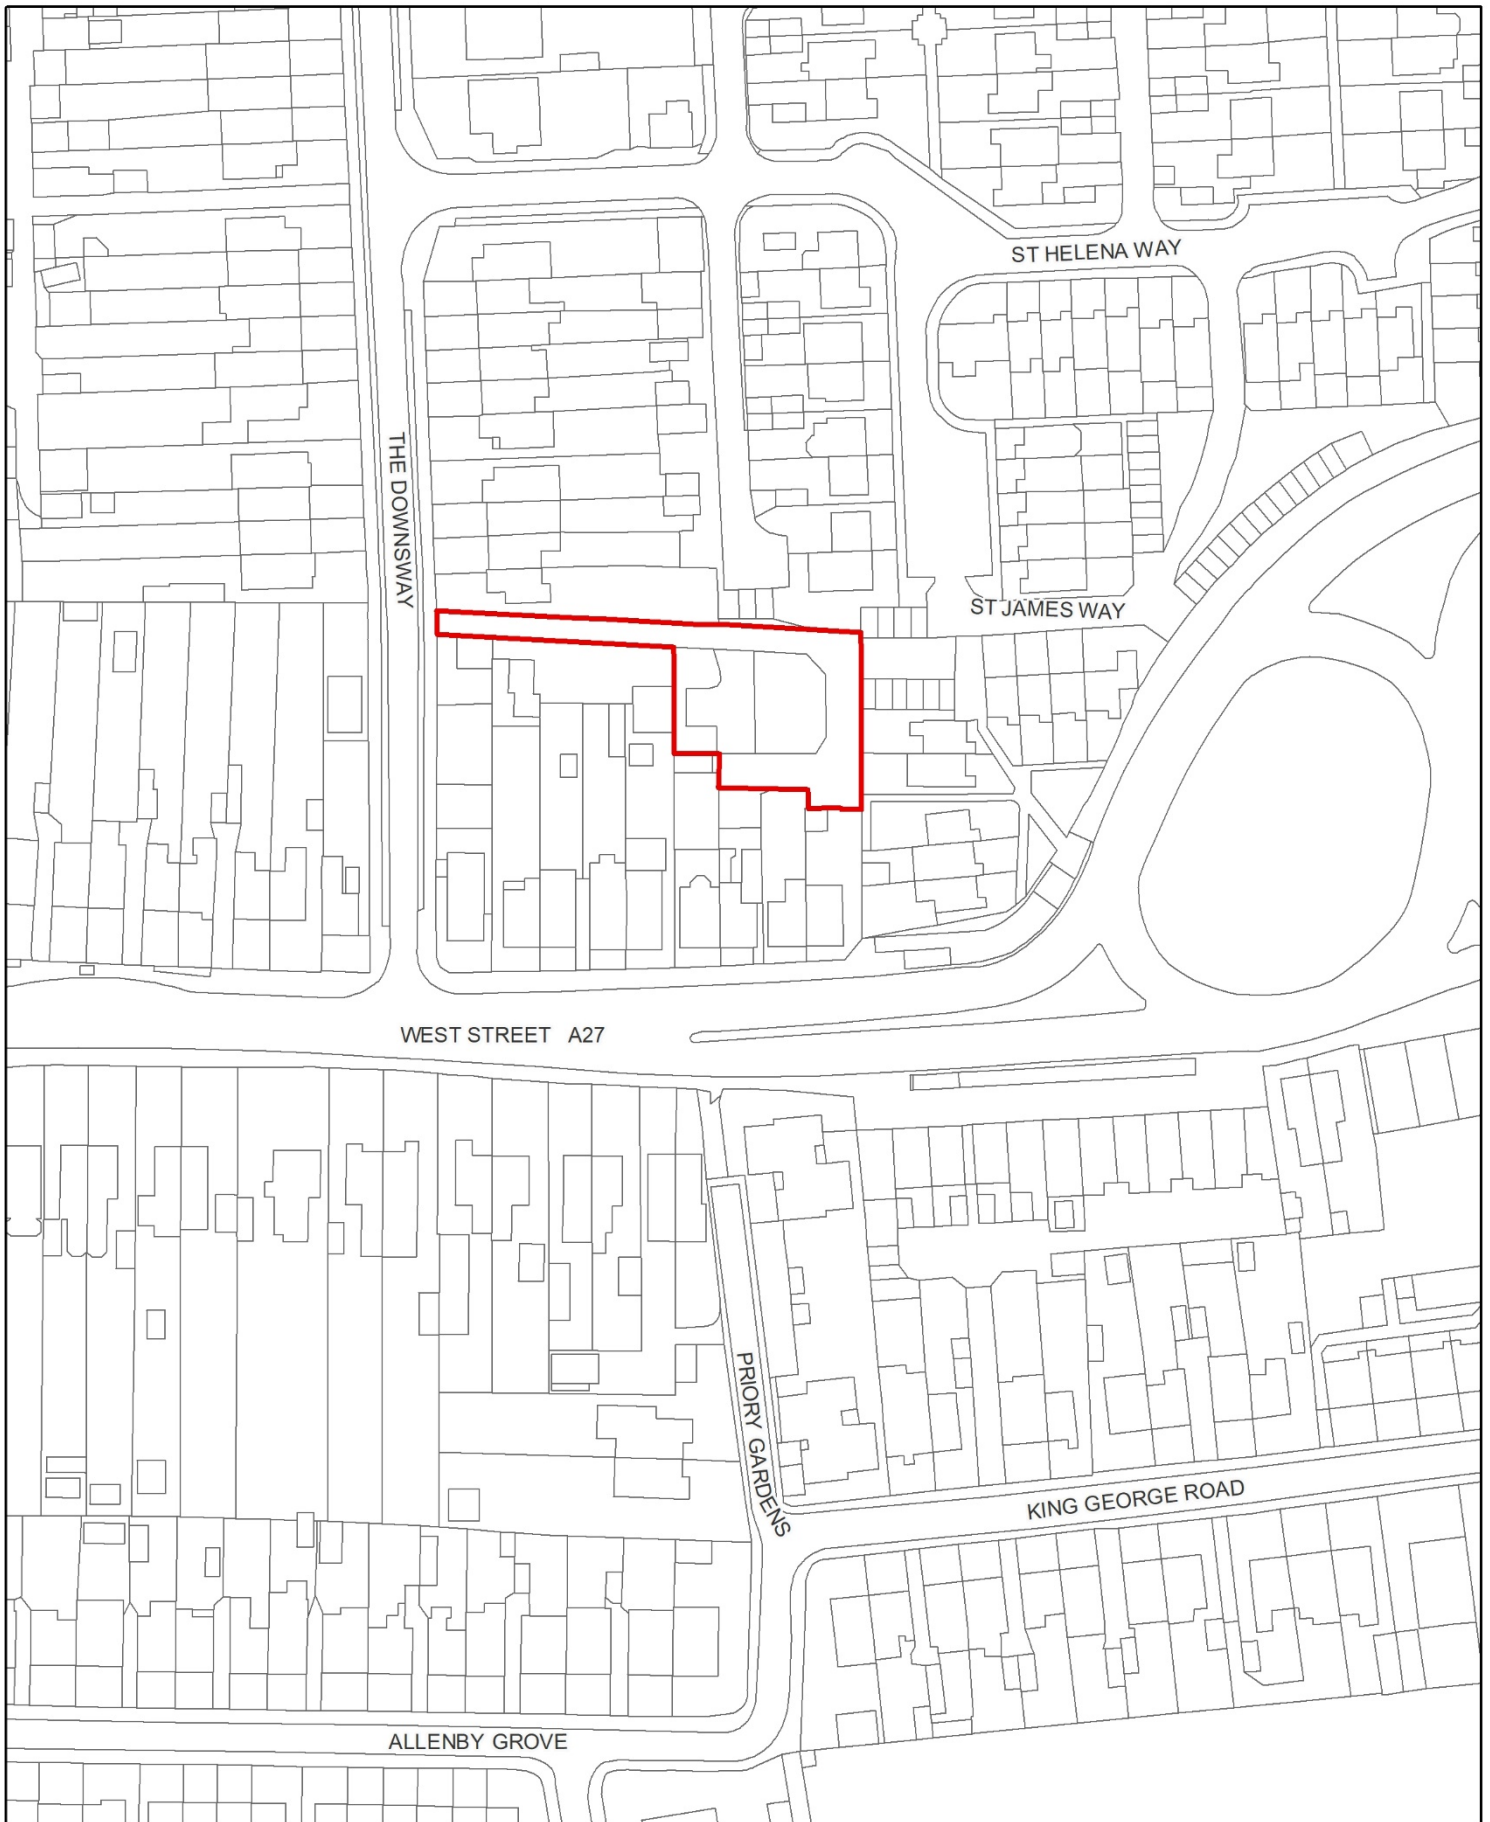 ST HELENA WAY
THE DOWNSWAY
ST JAMES WAY
WEST STREET A27
PRIORY GARDENS
KING GEORGE ROAD
ALLENBY GROVE